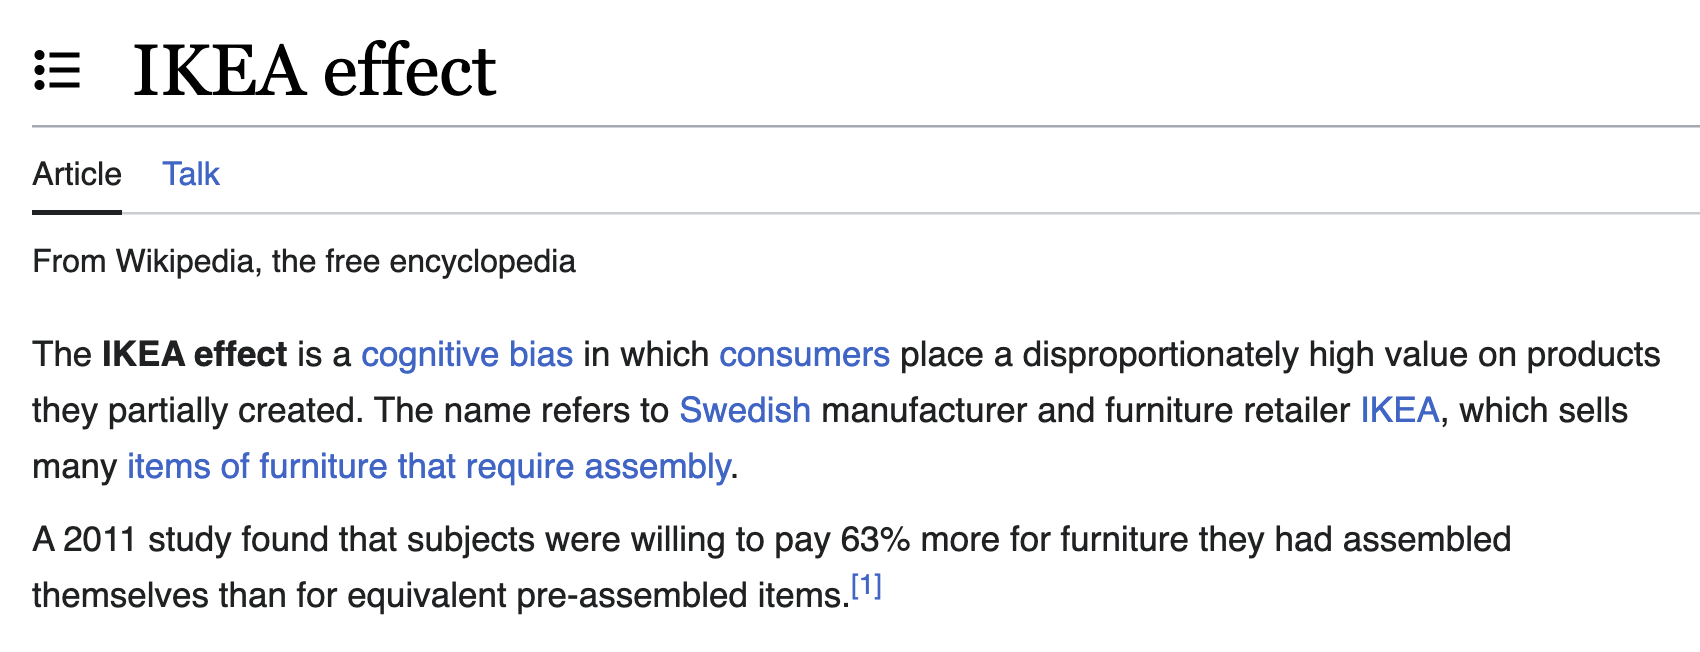 IKEA effect
Article Talk
From Wikipedia, the free encyclopedia
The IKEA effect is a cognitive bias in which consumers place a disproportionately high value on products
they partially created. The name refers to Swedish manufacturer and furniture retailer IKEA, which sells
many items of furniture that require assembly.
A 2011 study found that subjects were willing to pay 63% more for furniture they had assembled
themselves than for equivalent pre-assembled items.[1]